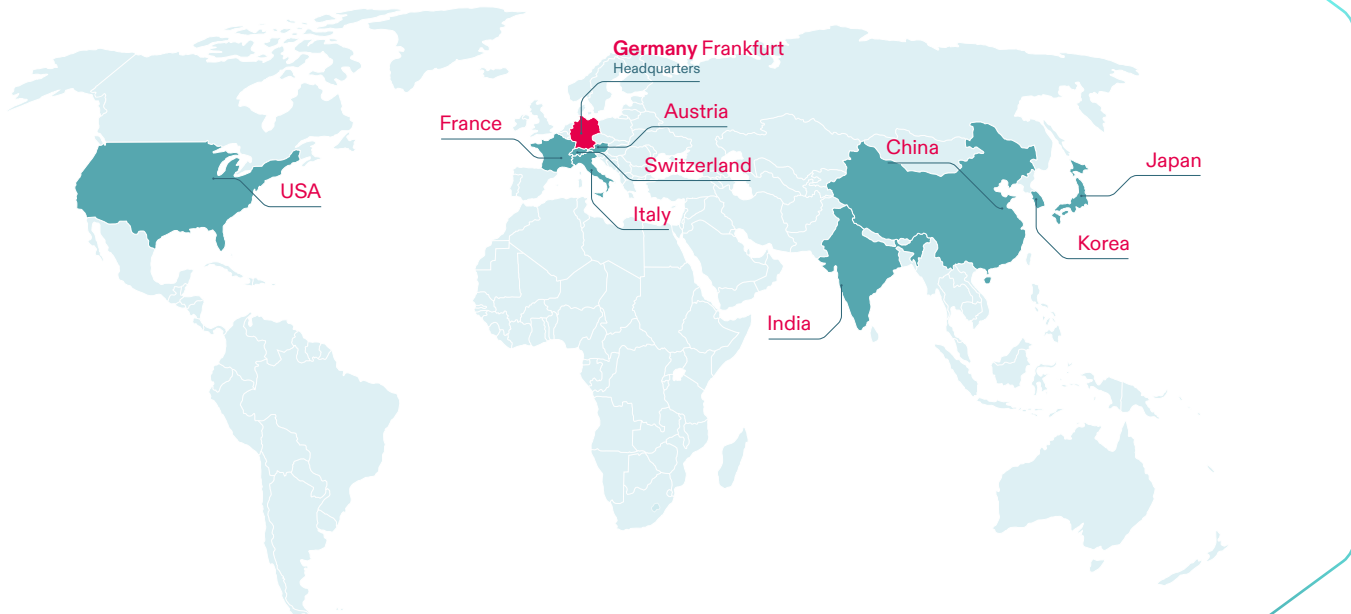 Germany Frankfurt
Headquarters
Austria
France
China
Japan
Switzerland
USA
Italy
Korea
India